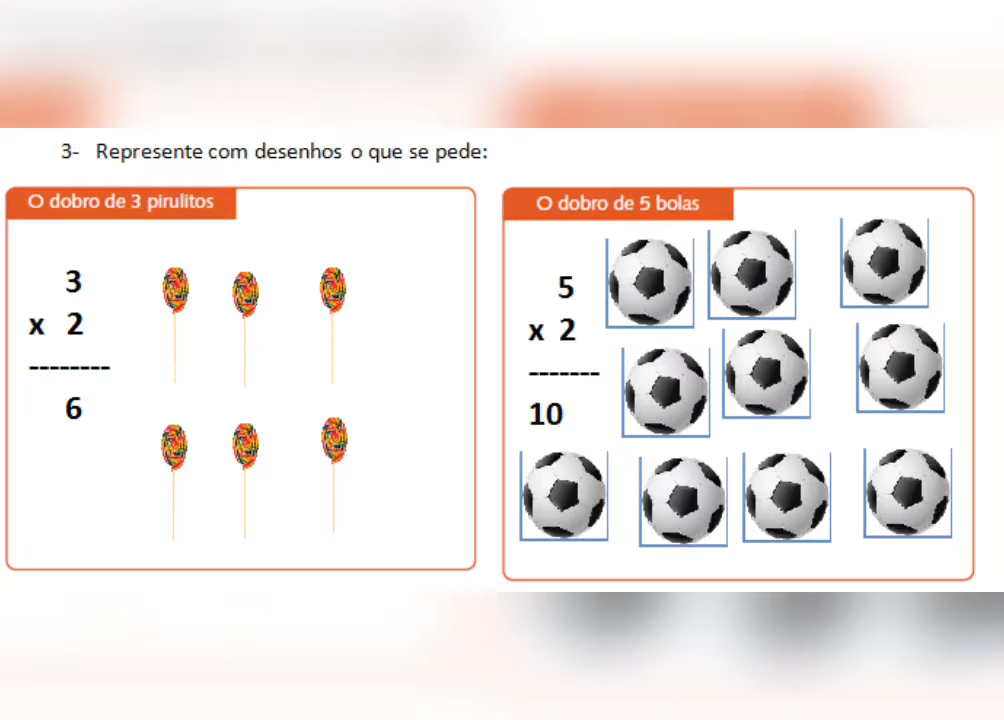 3- Represente com desenhos o que se pede:
O dobro de 3 pirulitos
3
x 2
--------
6
O dobro de 5 bolas
5
x 2
-------
10